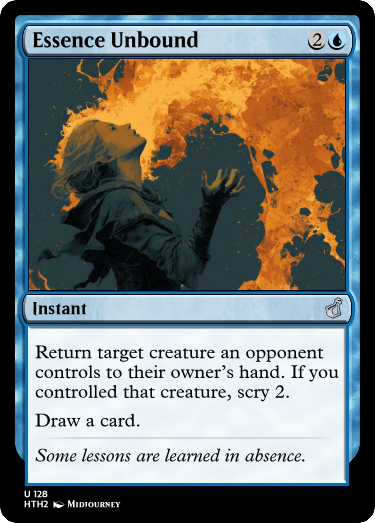 Essence Unbound 2
Instant
Return target creature an opponent
controls to their owner's hand. If you
controlled that creature, scry 2.
Draw a card.
Some lessons are learned in absence.
U 128
HTH2 Midjourney